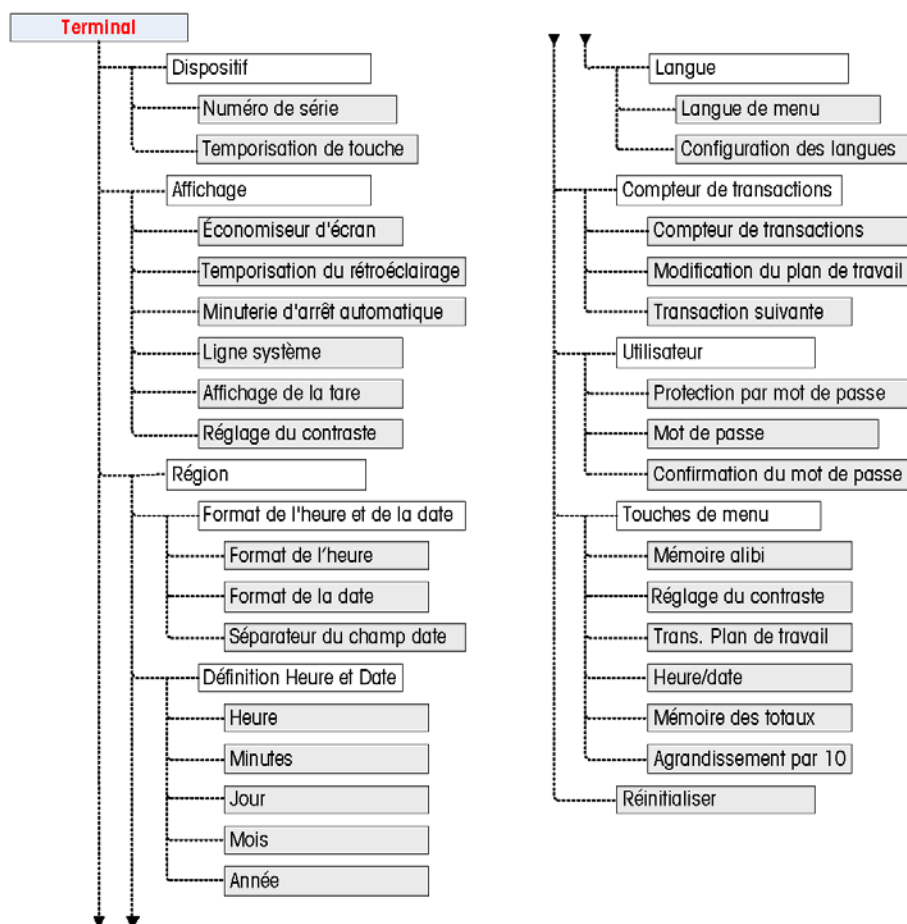 Terminal
Dispositif
Numéro de série
Temporisation de touche
Affichage
Économiseur d'écran
Temporisation du rétroéclairage
Minuterie d'arrêt automatique
Ligne système
Affichage de la tare
Réglage du contraste
Région
Format de l'heure et de la date
Format de l'heure
Format de la date
Séparateur du champ date
Définition Heure et Date
Heure
Minutes
Jour
Mois
Année
Langue
Langue de menu
Configuration des langues
Compteur de transactions
Compteur de transactions
Modification du plan de travail
Transaction suivante
Utilisateur
Protection par mot de passe
Mot de passe
Confirmation du mot de passe
Touches de menu
Mémoire alibi
Réglage du contraste
Trans. Plan de travail
Heure/date
Mémoire des totaux
Agrandissement par 10
Réinitialiser